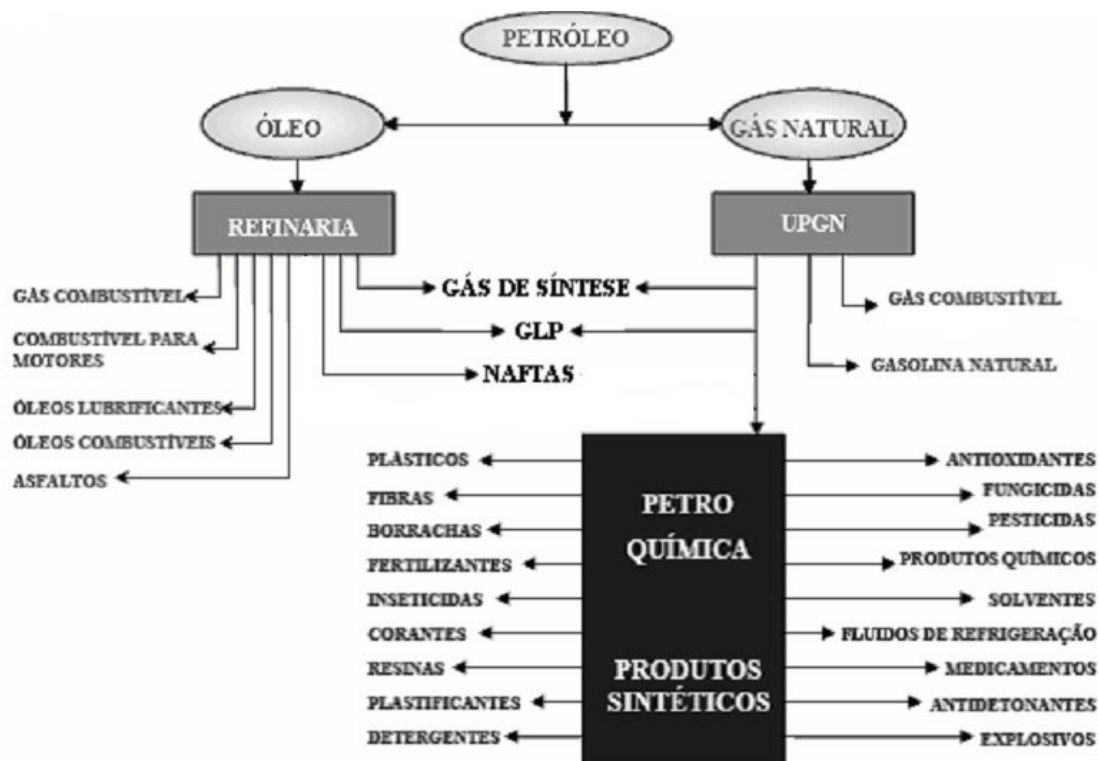 PETRÓLEO
ÓLEO
GÁS NATURAL
REFINARIA
UPGN
GÁS COMBUSTÍVEL
COMBUSTÍVEL PARA
MOTORES
ÓLEOS LUBRIFICANTES
ÓLEOS COMBUSTÍVEIS
ASFALTOS
GÁS DE SÍNTESE
GLP
NAFTAS
GÁS COMBUSTÍVEL
GASOLINA NATURAL
PETRO
QUÍMICA
PRODUTOS
SINTÉTICOS
PLÁSTICOS
FIBRAS
BORRACHAS
FERTILIZANTES
INSETICIDAS
CORANTES
RESINAS
PLASTIFICANTES
DETERGENTES
ANTIOXIDANTES
FUNGICIDAS
PESTICIDAS
PRODUTOS QUÍMICOS
SOLVENTES
FLUIDOS DE REFRIGERAÇÃO
MEDICAMENTOS
ANTIDETONANTES
EXPLOSIVOS